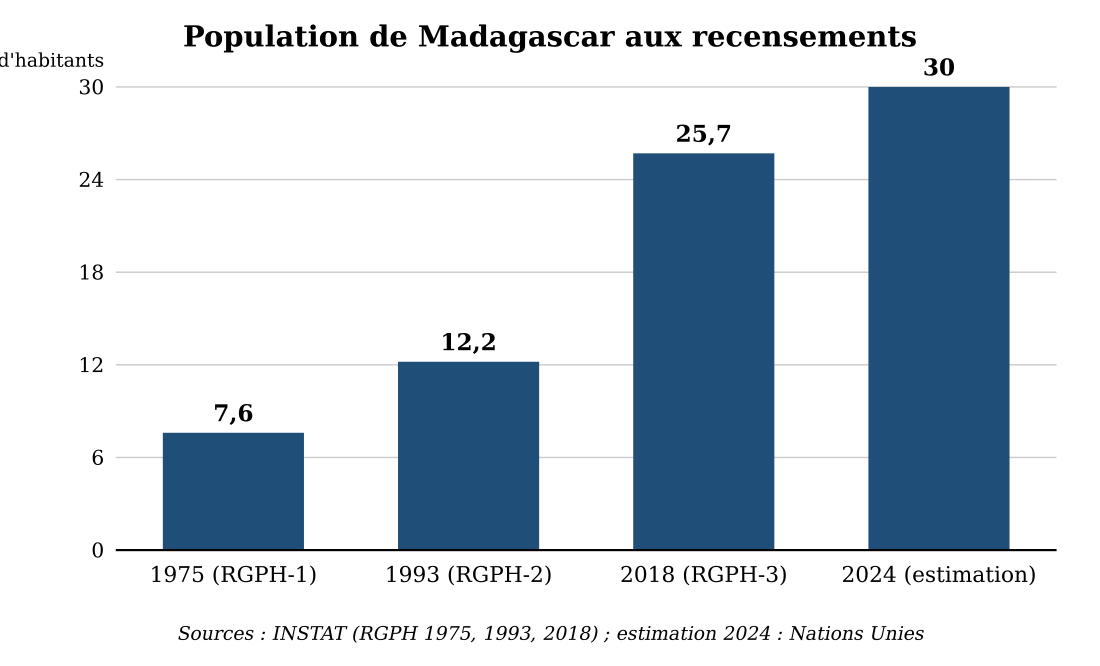 Population de Madagascar aux recensements
d'habitants
30
24
18
12
6
0
7,6
12,2
25,7
30
1975 (RGPH-1)
1993 (RGPH-2)
2018 (RGPH-3)
2024 (estimation)
Sources : INSTAT (RGPH 1975, 1993, 2018) ; estimation 2024 : Nations Unies